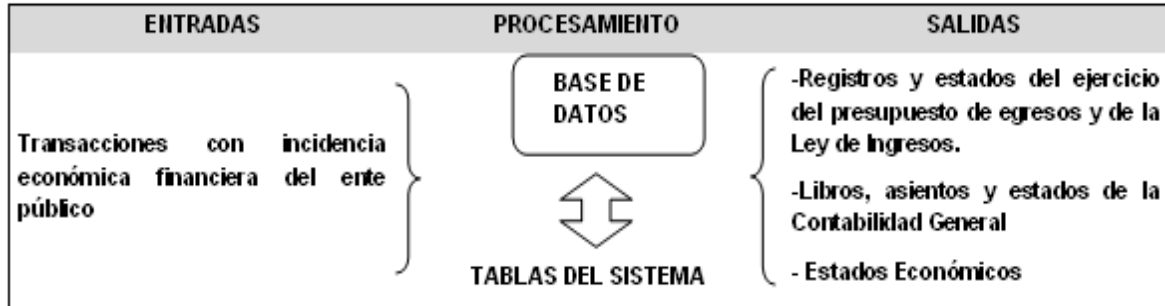 ENTRADAS PROCESAMIENTO SALIDAS
Transacciones con incidencia
económica financiera del ente
público
BASE DE
DATOS
TABLAS DEL SISTEMA
-Registros y estados del ejercicio
del presupuesto de egresos y de la
Ley de Ingresos.
-Libros, asientos y estados de la
Contabilidad General
- Estados Económicos